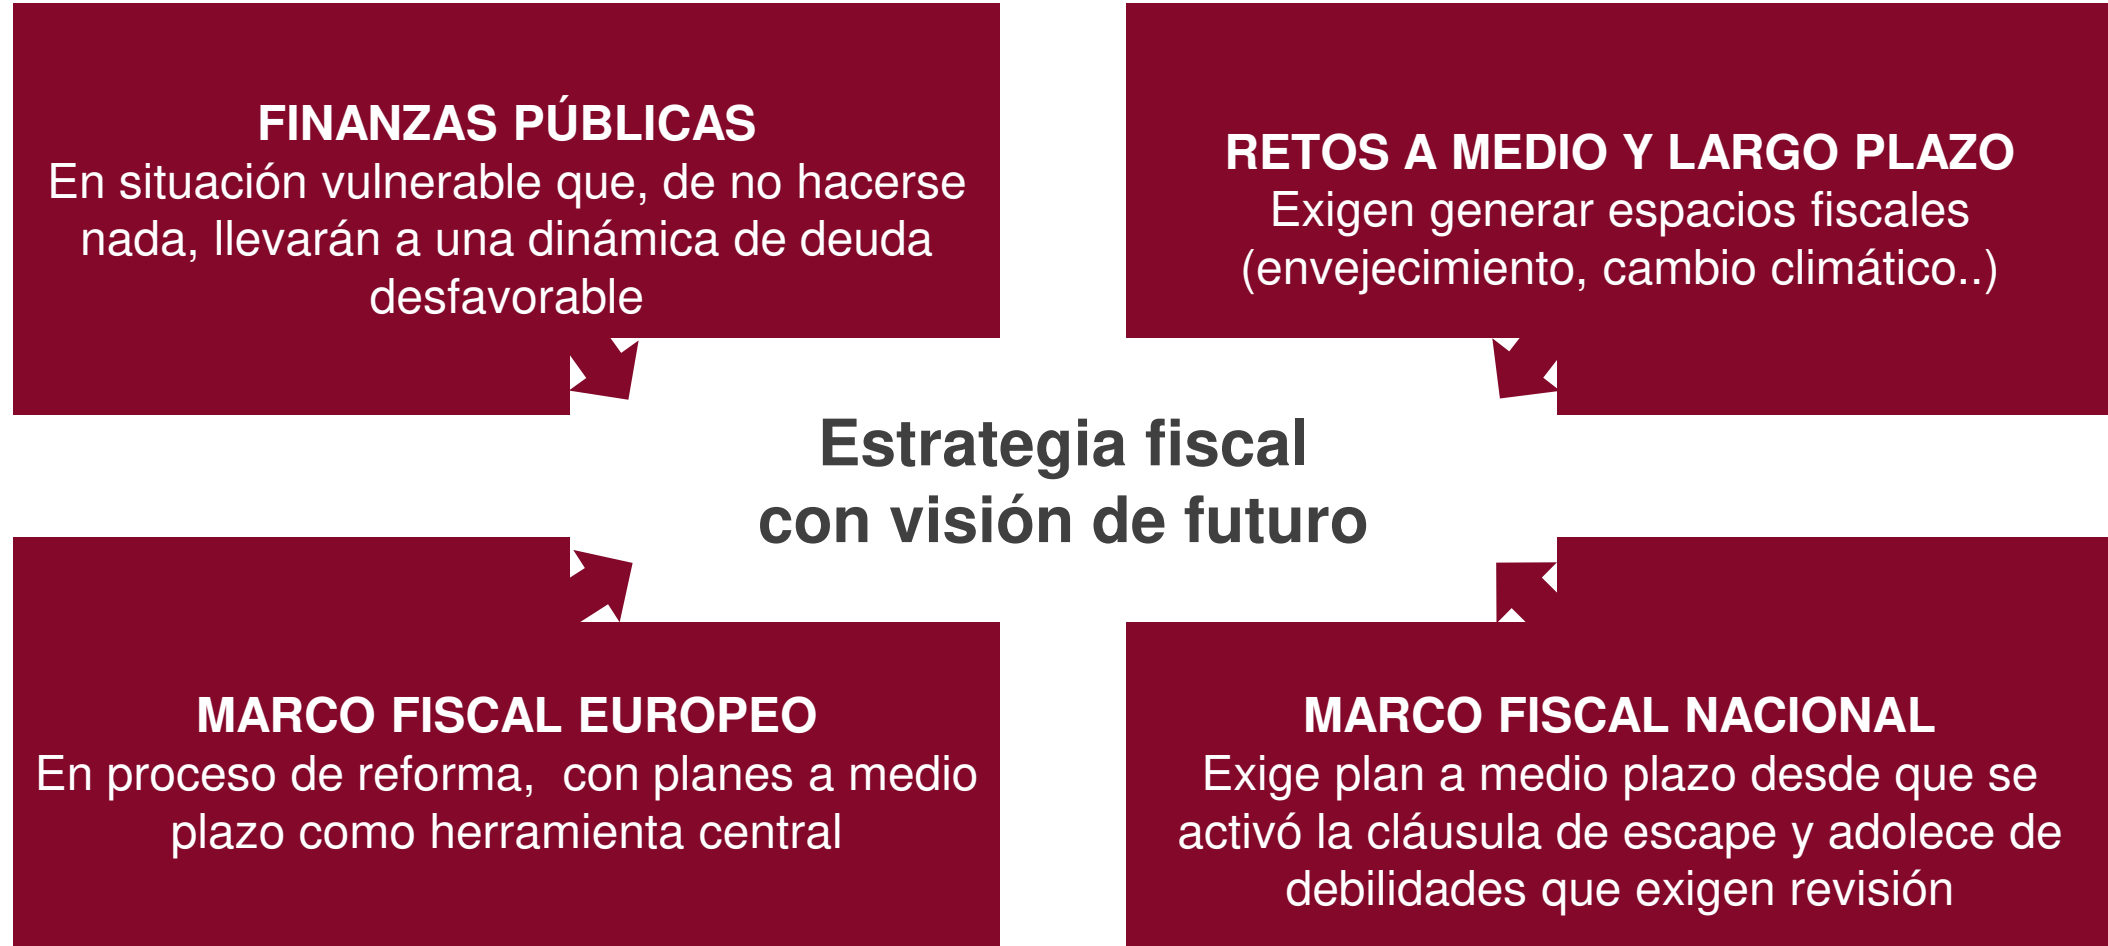 FINANZAS PÚBLICAS
En situación vulnerable que, de no hacerse
nada, llevarán a una dinámica de deuda
desfavorable
RETOS A MEDIO Y LARGO PLAZO
Exigen generar espacios fiscales
(envejecimiento, cambio climático..)
Estrategia fiscal
con visión de futuro
MARCO FISCAL EUROPEO
En proceso de reforma,  con planes a medio
plazo como herramienta central
MARCO FISCAL NACIONAL
Exige plan a medio plazo desde que se
activó la cláusula de escape y adolece de
debilidades que exigen revisión